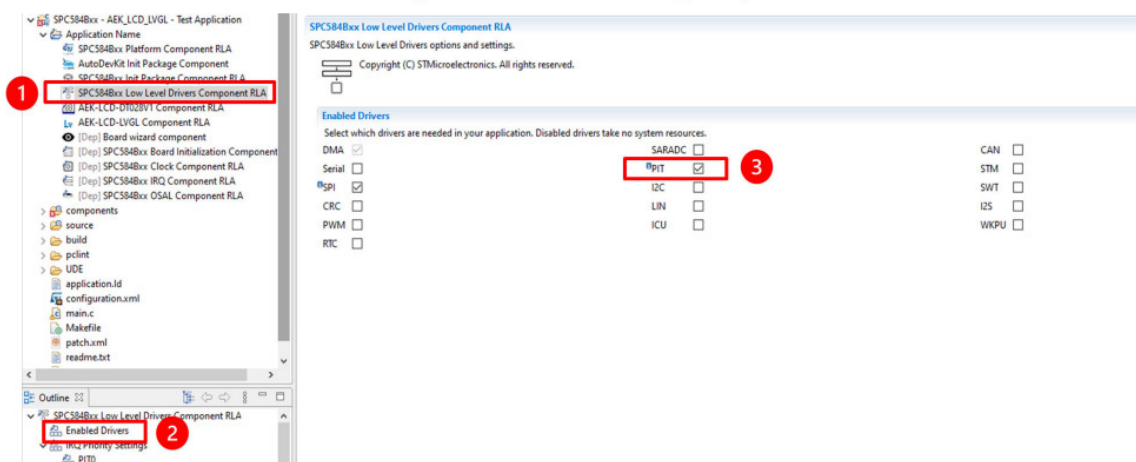 SPC584Bxx - AEK_LCD_LVGL - Test Application
Application Name
SPC584Bxx Platform Component RLA
AutoDevKit Init Package Component
SPC584Bxx Init Package Component RLA
1
SPC584Bxx Low Level Drivers Component RLA
AEK-LCD-DT028V1 Component RLA
AEK-LCD-LVGL Component RLA
[Dep] Board wizard component
[Dep] SPC584Bxx Board Initialization Component
[Dep] SPC584Bxx Clock Component RLA
[Dep] SPC584Bxx IRQ Component RLA
[Dep] SPC584Bxx OSAL Component RLA
components
source
build
pclint
UDE
application.ld
configuration.xml
main.c
Makefile
patch.xml
readme.txt
Outline
SPC584Bxx Low Level Drivers Component RLA
Enabled Drivers
2
IRQ Priority Settings
PIT0
SPC584Bxx Low Level Drivers Component RLA
SPC584Bxx Low Level Drivers options and settings.
Copyright (C) STMicroelectronics. All rights reserved.
Enabled Drivers
Select which drivers are needed in your application. Disabled drivers take no system resources.
DMA SARADC CAN
Serial PIT 3 STM
SPI I2C SWT
CRC LIN I2S
PWM ICU WKPU
RTC